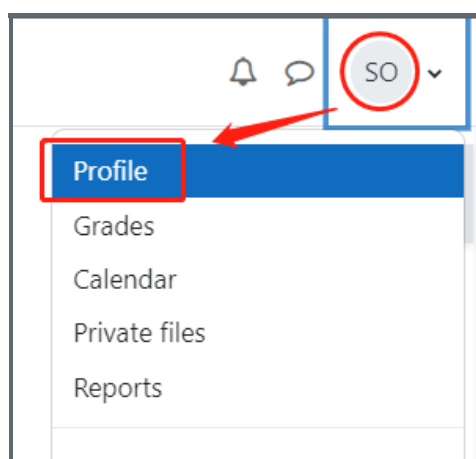 SO
Profile
Grades
Calendar
Private files
Reports